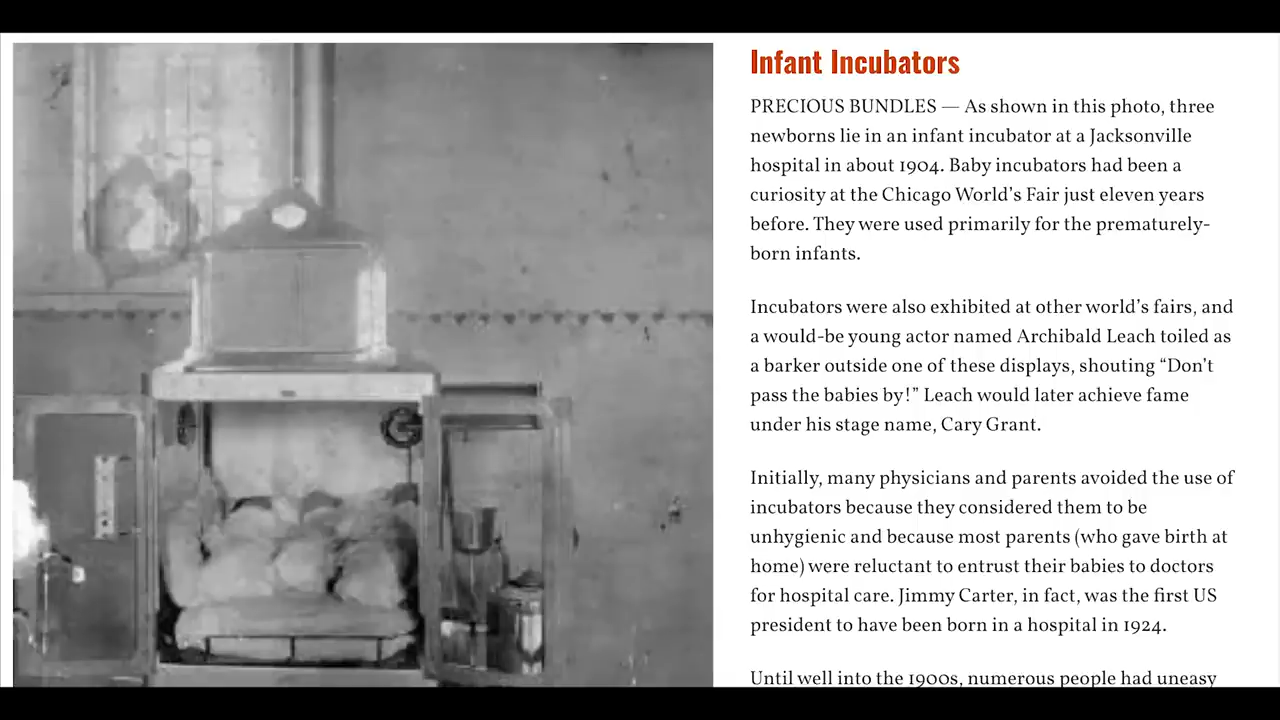 Infant Incubators
PRECIOUS BUNDLES — As shown in this photo, three
newborns lie in an infant incubator at a Jacksonville
hospital in about 1904. Baby incubators had been a
curiosity at the Chicago World’s Fair just eleven years
before. They were used primarily for the prematurely-
born infants.
Incubators were also exhibited at other world’s fairs, and
a would-be young actor named Archibald Leach toiled as
a barker outside one of these displays, shouting “Don’t
pass the babies by!” Leach would later achieve fame
under his stage name, Cary Grant.
Initially, many physicians and parents avoided the use of
incubators because they considered them to be
unhygienic and because most parents (who gave birth at
home) were reluctant to entrust their babies to doctors
for hospital care. Jimmy Carter, in fact, was the first US
president to have been born in a hospital in 1924.
Until well into the 1900s, numerous people had uneasy